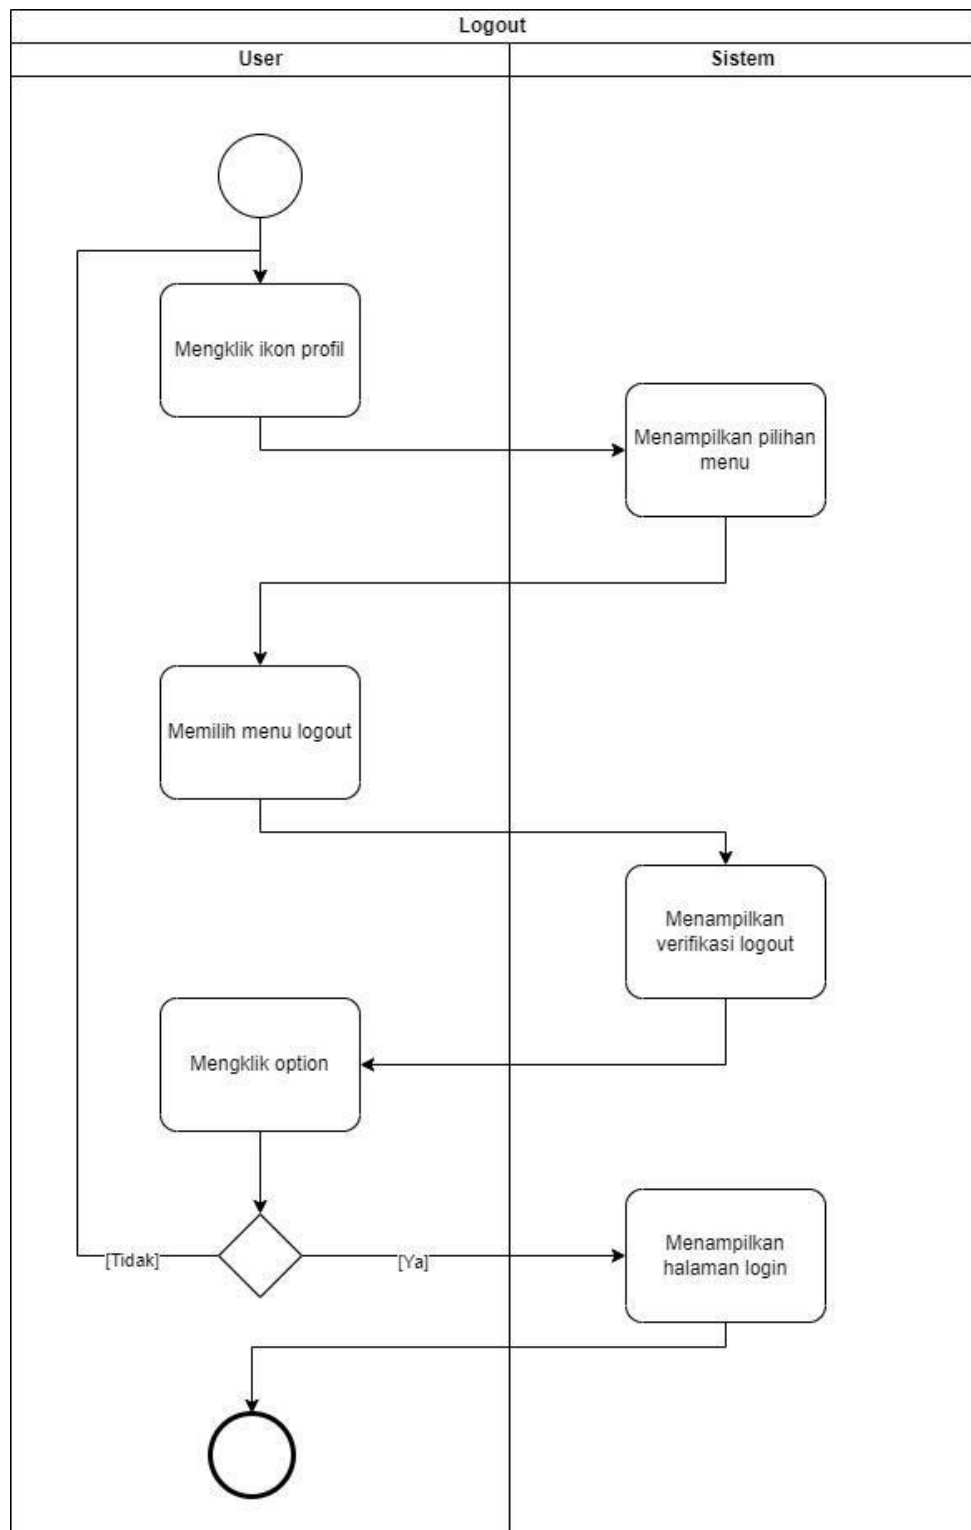 Logout
User
Sistem
Mengklik ikon profil
Menampilkan pilihan
menu
Memilih menu logout
Menampilkan
verifikasi logout
Mengklik option
[Tidak]
[Ya]
Menampilkan
halaman login